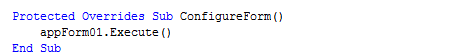 Protected Overrides Sub ConfigureForm()
    appForm01.Execute()
End Sub